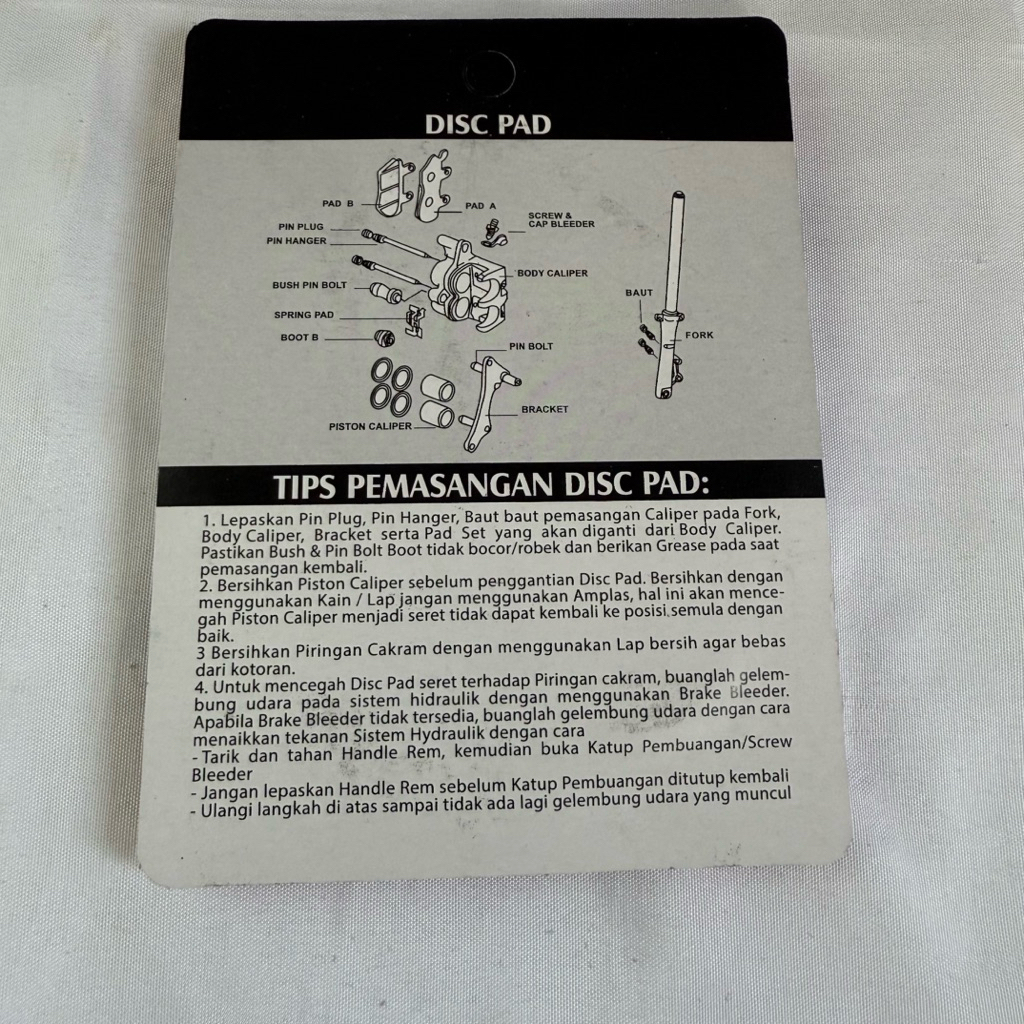 DISC PAD
PAD B
PAD A
SCREW &
CAP BLEEDER
PIN PLUG
PIN HANGER
BODY CALIPER
BUSH PIN BOLT
BAUT
SPRING PAD
FORK
BOOT B
PIN BOLT
BRACKET
PISTON CALIPER
TIPS PEMASANGAN DISC PAD:
1. Lepaskan Pin Plug, Pin Hanger, Baut baut pemasangan Caliper pada Fork,
Body Caliper, Bracket serta Pad Set yang akan diganti dari Body Caliper.
Pastikan Bush & Pin Bolt Boot tidak bocor/robek dan berikan Grease pada saat
pemasangan kembali.
2. Bersihkan Piston Caliper sebelum penggantian Disc Pad. Bersihkan dengan
menggunakan Kain / Lap jangan menggunakan Amplas, hal ini akan mence-
gah Piston Caliper menjadi seret tidak dapat kembali ke posisi semula dengan
baik.
3 Bersihkan Piringan Cakram dengan menggunakan Lap bersih agar bebas
dari kotoran.
4. Untuk mencegah Disc Pad seret terhadap Piringan cakram, buanglah gelem-
bung udara pada sistem hidraulik dengan menggunakan Brake Bleeder.
Apabila Brake Bleeder tidak tersedia, buanglah gelembung udara dengan cara
menaikkan tekanan Sistem Hydraulik dengan cara
- Tarik dan tahan Handle Rem, kemudian buka Katup Pembuangan/Screw
Bleeder
- Jangan lepaskan Handle Rem sebelum Katup Pembuangan ditutup kembali
- Ulangi langkah di atas sampai tidak ada lagi gelembung udara yang muncul